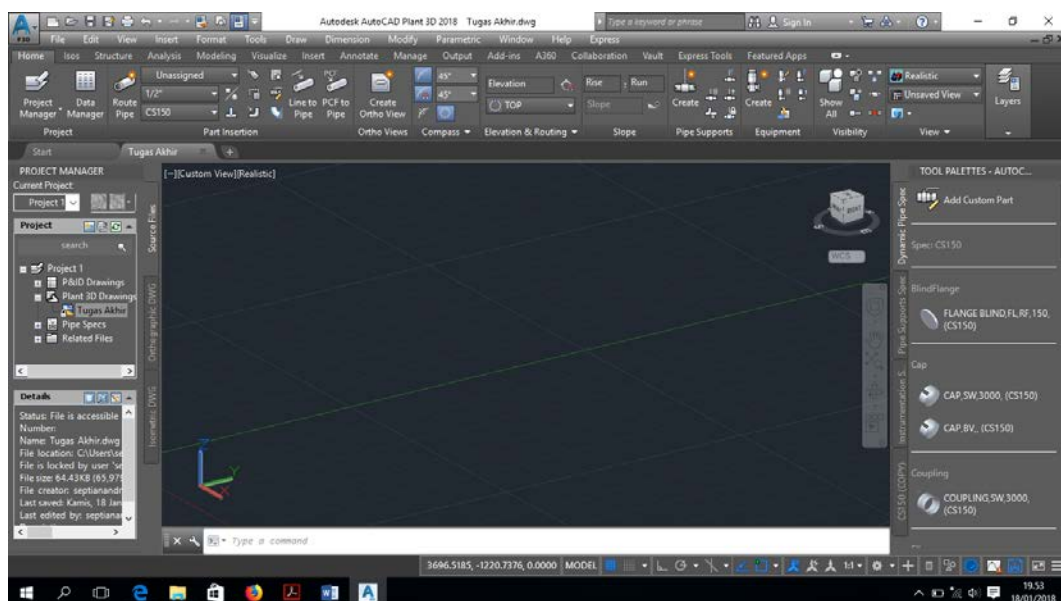 Autodesk AutoCAD Plant 3D 2018 Tugas Akhir.dwg
Type a keyword or phrase
Sign In
File Edit View Insert Format Tools Draw Dimension Modify Parametric Window Help Express
Home Isos Structure Analysis Modeling Visualize Insert Annotate Manage Output Add-ins A360 Collaboration Vault Express Tools Featured Apps
Project Manager
Data Manager
Route Pipe
Unassigned
1/2"
CS150
Line to Pipe
PCF to Pipe
Create Ortho View
45°
45°
Elevation
TOP
Rise : Run
Slope
Create
Create
Show All
Realistic
Unsaved View
Layers
Project Part Insertion Ortho Views Compass Elevation & Routing Slope Pipe Supports Equipment Visibility View
Start Tugas Akhir
PROJECT MANAGER
Current Project:
Project 1
Project
search
Project 1
P&ID Drawings
Plant 3D Drawings
Tugas Akhir
Pipe Specs
Related Files
Details
Status: File is accessible
Number:
Name: Tugas Akhir.dwg
File location: C:\Users\se
File is locked by user 'se
File size: 64.43KB (65,97
File creator: septianandr
Last saved: Kamis, 18 Jan
Last edited by: septiana
Source Files
Orthographic DWG
Isometric DWG
[-][Custom View][Realistic]
WCS
Z
Y
X
Type a command
TOOL PALETTES - AUTOC...
Dynamic Pipe Spec
Pipe Supports Spec
Instrumentation S...
CS150 (COPY)
Add Custom Part
Spec: CS150
BlindFlange
FLANGE BLIND,FL,RF,150,
(CS150)
Cap
CAP,SW,3000, (CS150)
CAP,BV,, (CS150)
Coupling
COUPLING,SW,3000,
(CS150)
3696.5185, -1220.7376, 0.0000 MODEL
1:1
19.53
18/01/2018